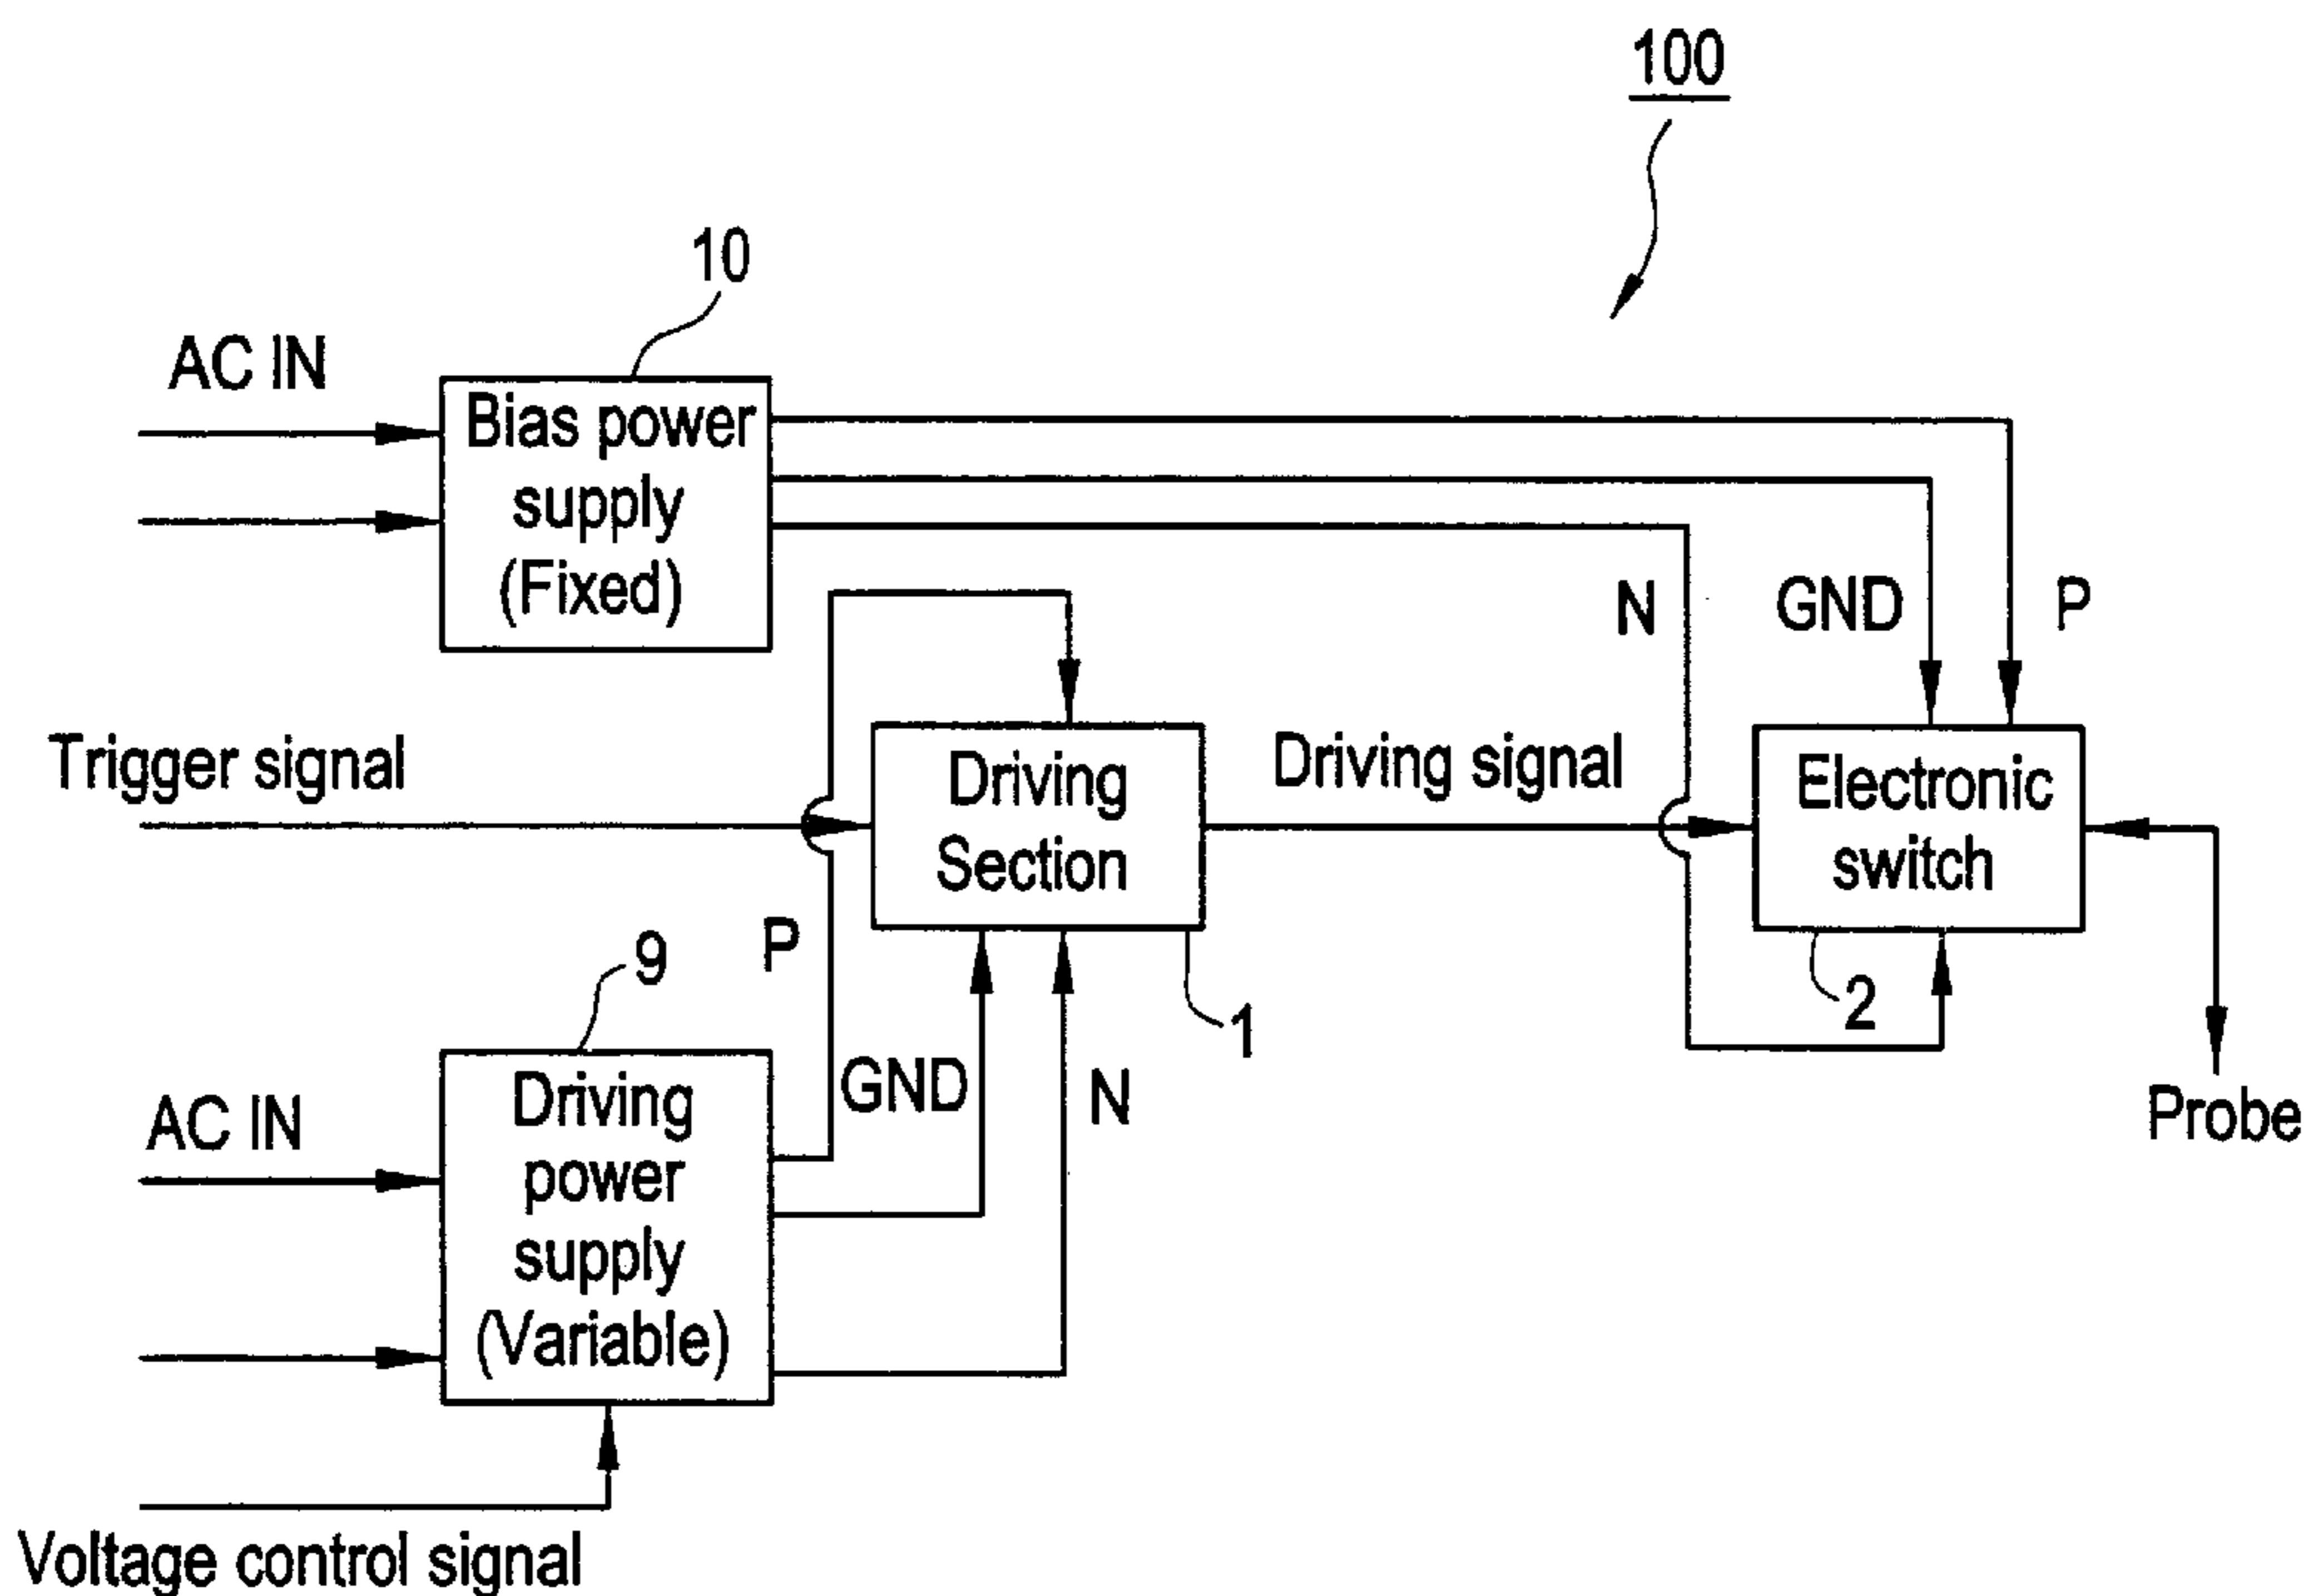 100
10
AC IN
Bias power
supply
(Fixed)
N
GND
P
Trigger signal
Driving
Section
Driving signal
Electronic
switch
P
9
GND
N
1
2
AC IN
Driving
power
supply
(Variable)
Probe
Voltage control signal